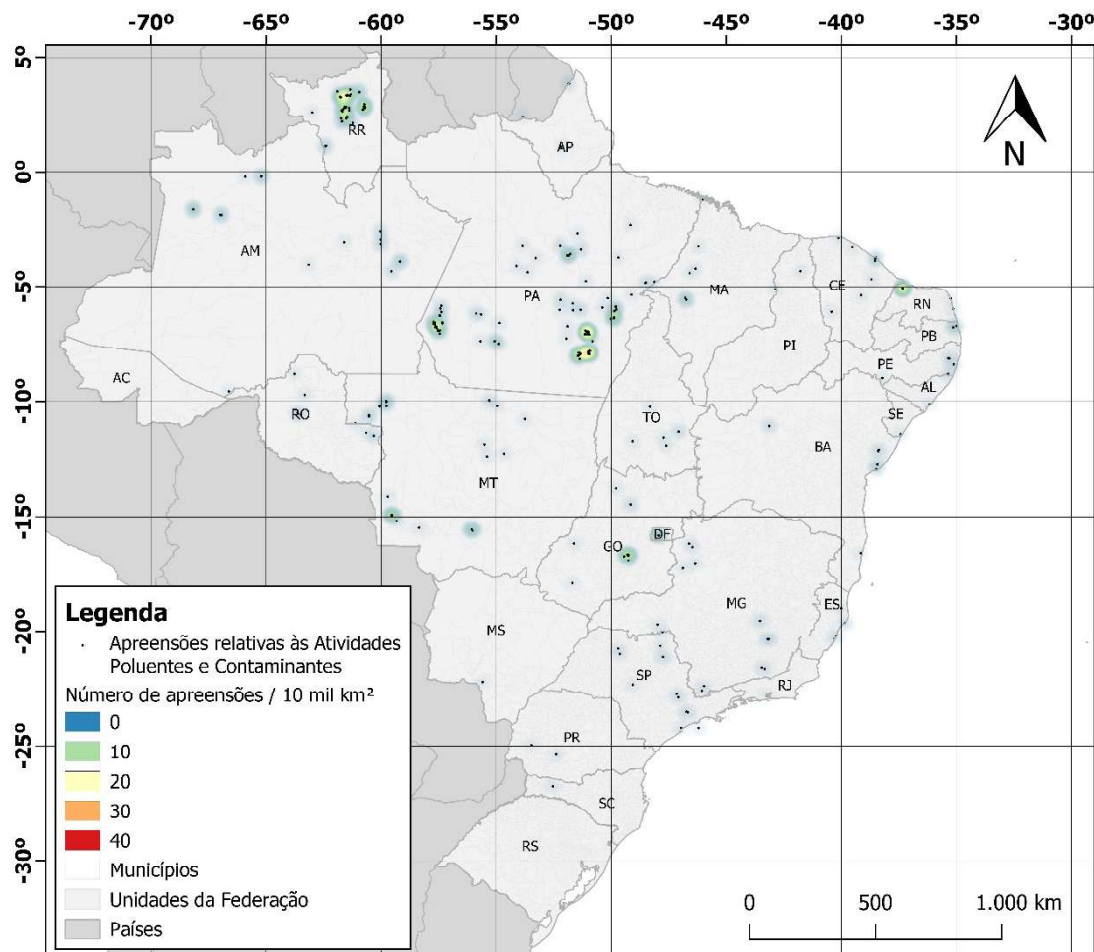 -70º -65º -60º -55º -50º -45º -40º -35º -30º
5º
0º
-5º
-10º
-15º
-20º
-25º
-30º
N
RR
AP
AM
PA
MA
CE
RN
PB
PI
PE
AL
AC
SE
TO
RO
BA
MT
DF
GO
MG
ES
MS
SP
RJ
PR
SC
RS
Legenda
Apreensões relativas às Atividades
Poluentes e Contaminantes
Número de apreensões / 10 mil km²
0
10
20
30
40
Municípios
Unidades da Federação
Países
0 500 1.000 km